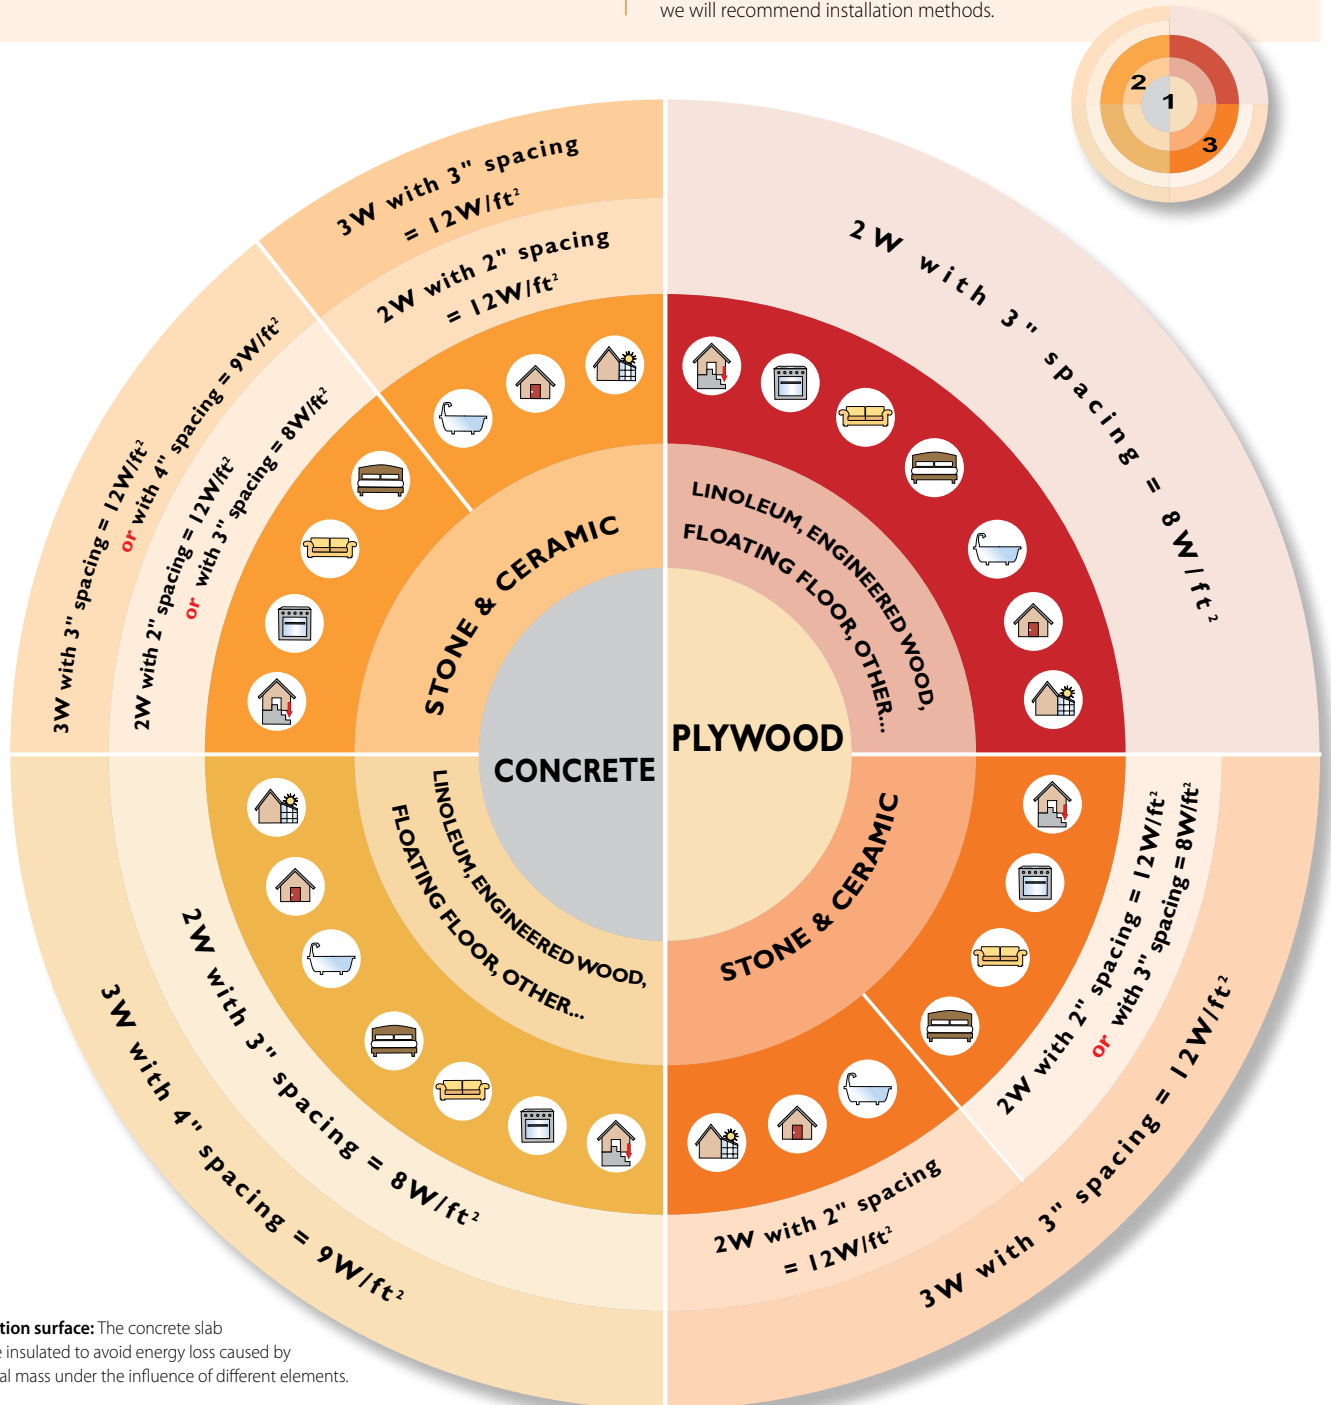 we will recommend installation methods.
1
2
3
3W with 3" spacing
= 12W/ft²
2W with 2" spacing
= 12W/ft²
2W with 3" spacing = 8W/ft²
3W with 3" spacing = 12W/ft²
or with 4" spacing = 9W/ft²
2W with 2" spacing = 12W/ft²
or with 3" spacing = 8W/ft²
STONE & CERAMIC
LINOLEUM, ENGINEERED WOOD,
FLOATING FLOOR, OTHER...
CONCRETE
PLYWOOD
LINOLEUM, ENGINEERED WOOD,
FLOATING FLOOR, OTHER...
STONE & CERAMIC
2W with 3" spacing = 8W/ft²
3W with 4" spacing = 9W/ft²
2W with 2" spacing = 12W/ft²
or with 3" spacing = 8W/ft²
2W with 2" spacing
= 12W/ft²
3W with 3" spacing = 12W/ft²
tion surface: The concrete slab
e insulated to avoid energy loss caused by
al mass under the influence of different elements.